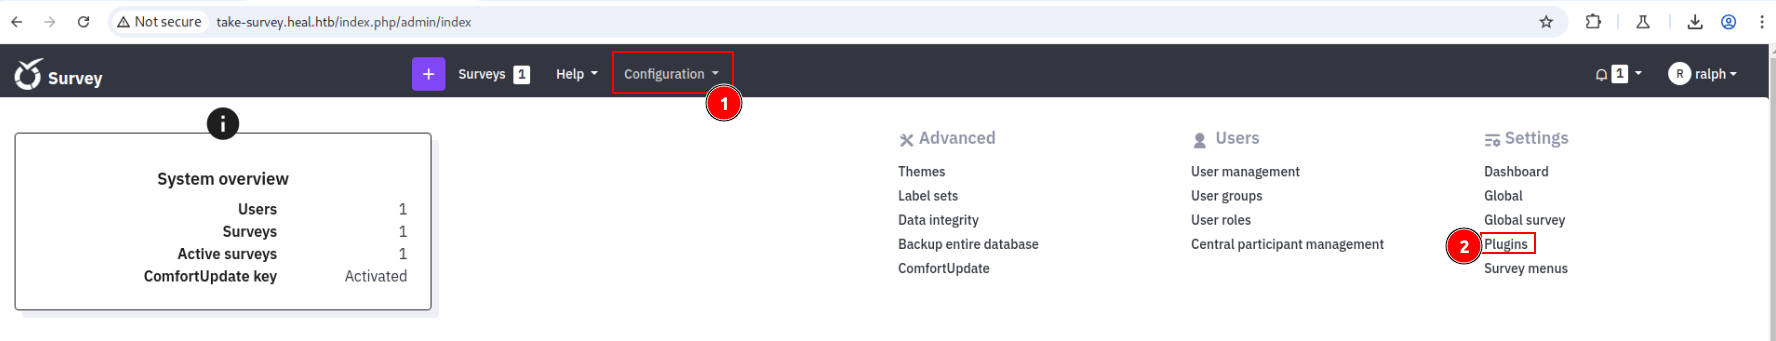 Not secure take-survey.heal.htb/index.php/admin/index
Survey + Surveys 1 Help Configuration 1 R ralph
1
i
System overview
Users 1
Surveys 1
Active surveys 1
ComfortUpdate key Activated
Advanced
Themes
Label sets
Data integrity
Backup entire database
ComfortUpdate
Users
User management
User groups
User roles
Central participant management
Settings
Dashboard
Global
Global survey
2 Plugins
Survey menus